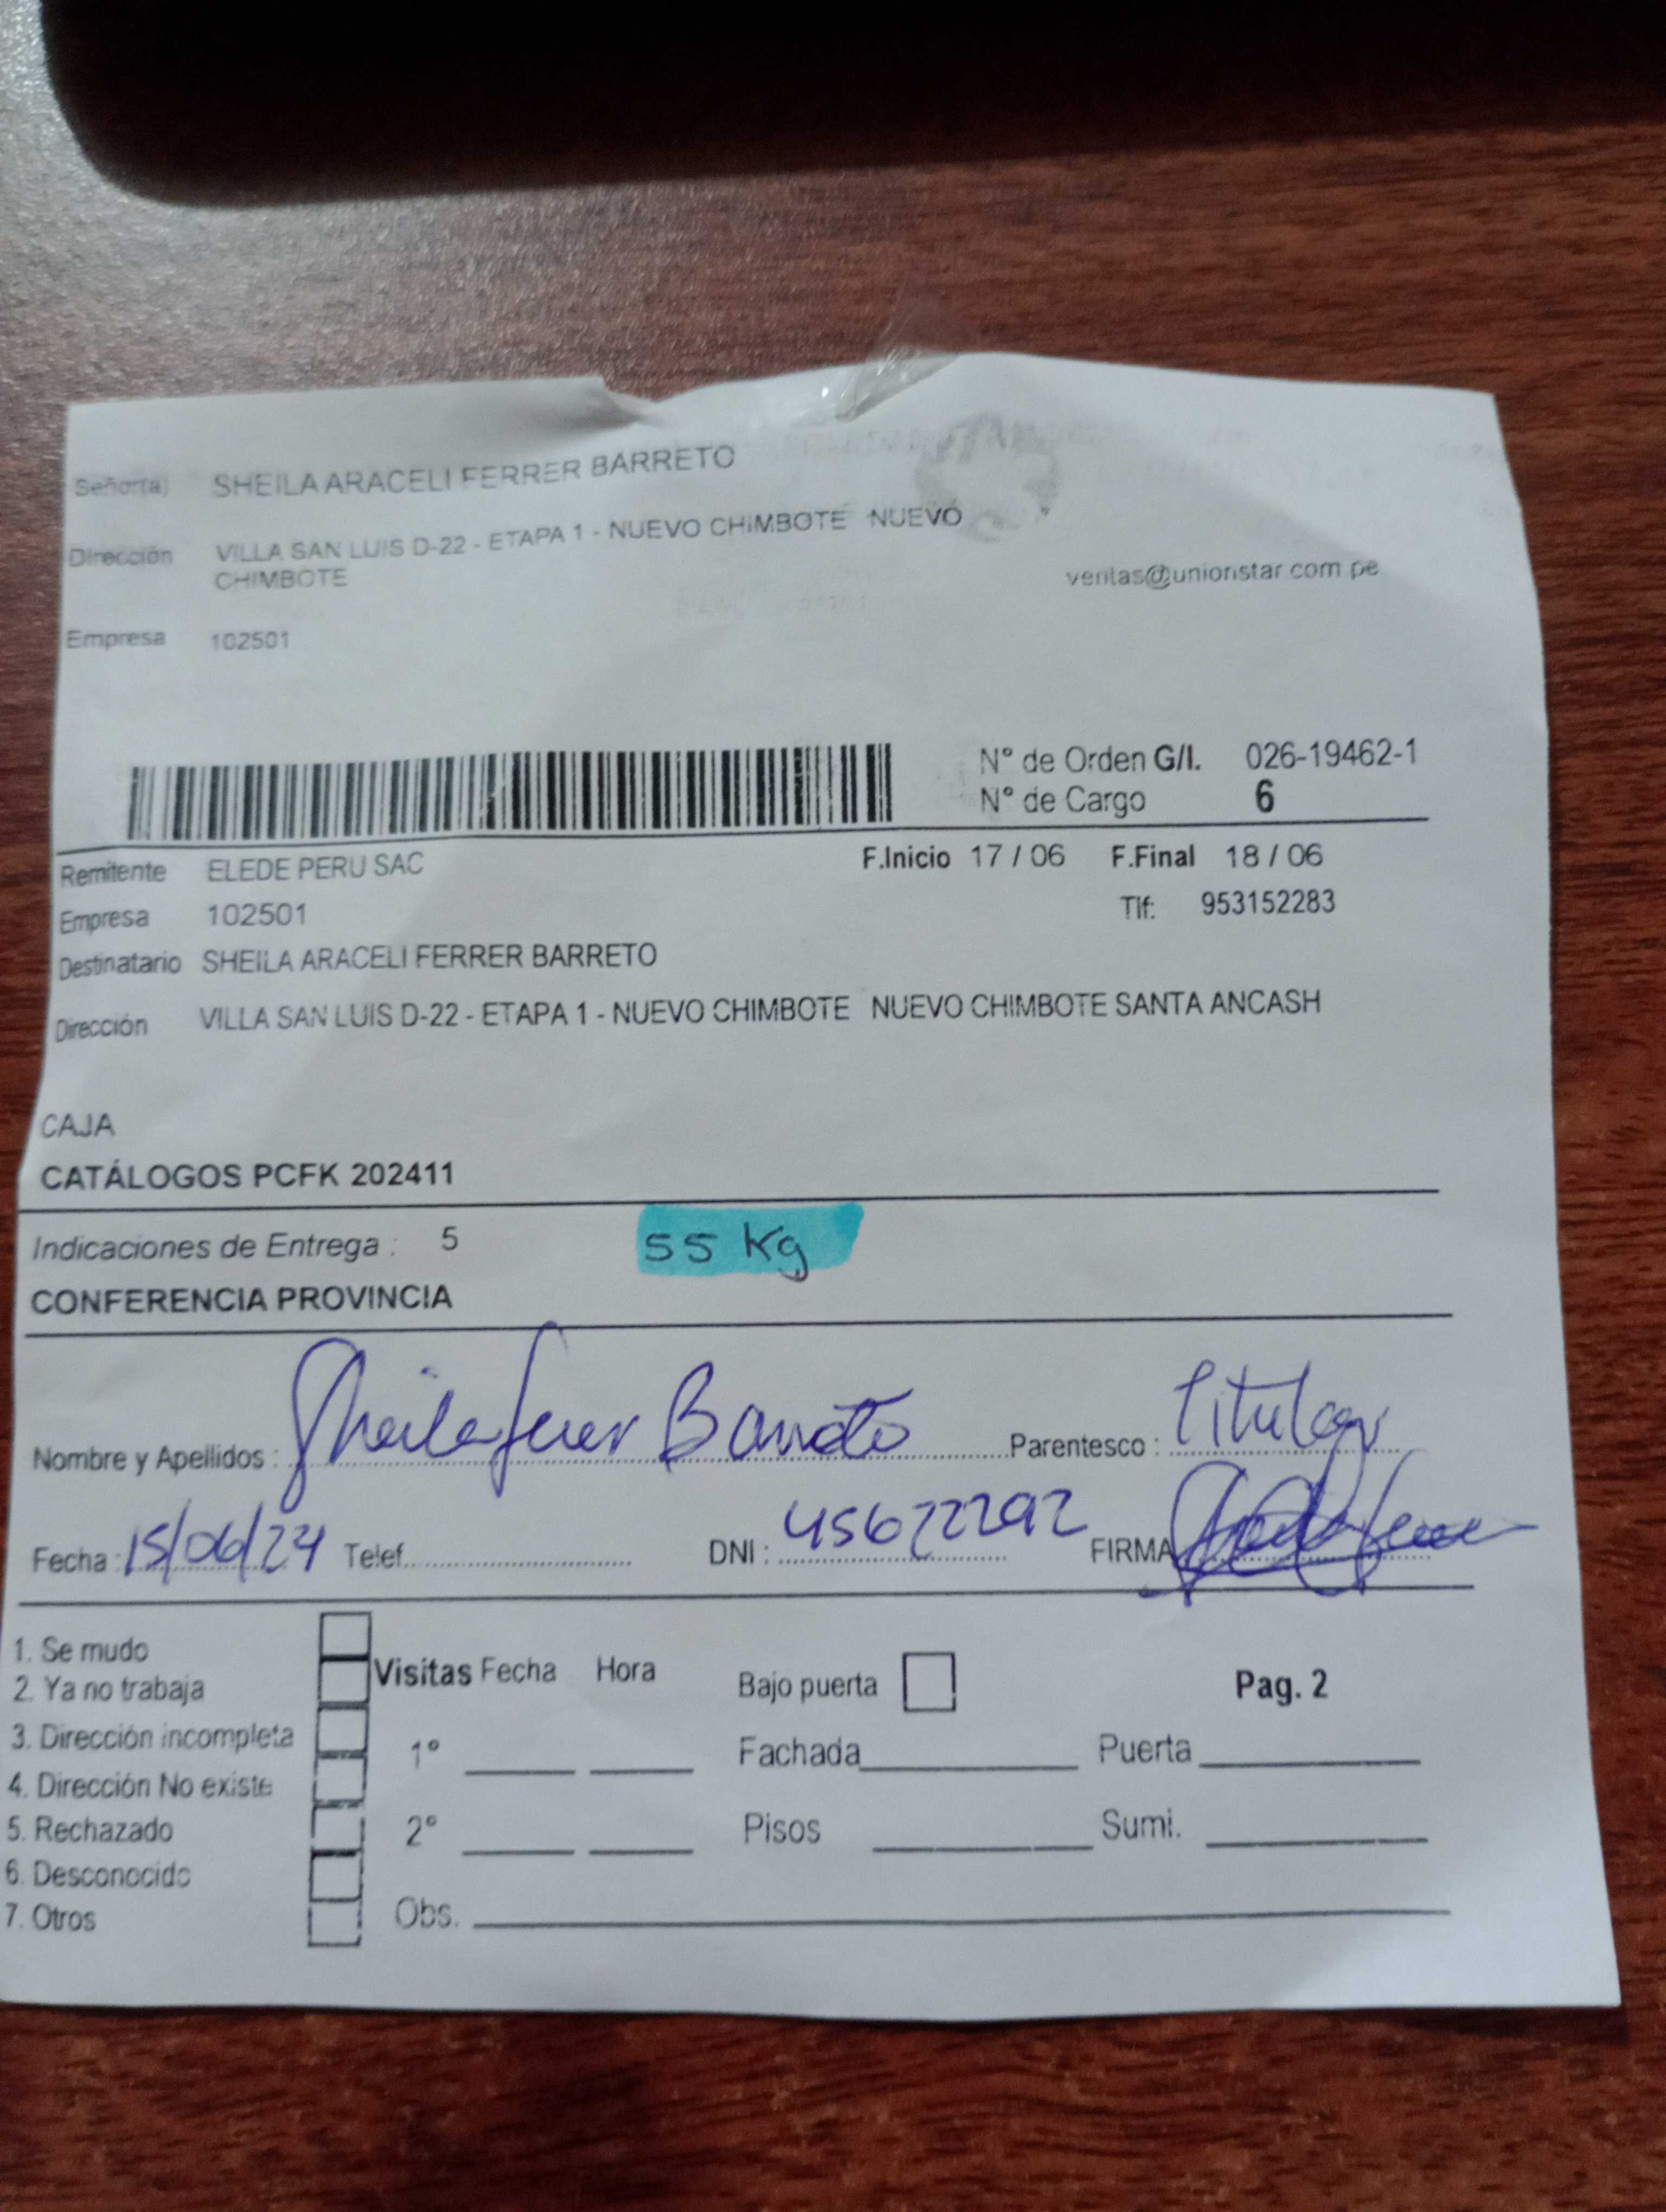 Señor(a) SHEILA ARACELI FERRER BARRETO
Dirección VILLA SAN LUIS D-22 - ETAPA 1 - NUEVO CHIMBOTE NUEVO
CHIMBOTE
ventas@unionstar.com.pe
Empresa 102501
N° de Orden G/I. 026-19462-1
N° de Cargo 6
Remitente ELEDE PERU SAC F.Inicio 17 / 06 F.Final 18 / 06
Empresa 102501 Tlf: 953152283
Destinatario SHEILA ARACELI FERRER BARRETO
Dirección VILLA SAN LUIS D-22 - ETAPA 1 - NUEVO CHIMBOTE NUEVO CHIMBOTE SANTA ANCASH
CAJA
CATÁLOGOS PCFK 202411
Indicaciones de Entrega : 5 55 Kg
CONFERENCIA PROVINCIA
Nombre y Apellidos : Sheila ferrer Barreto Parentesco : Titular
Fecha : 15/06/24 Telef. DNI : 45622292 FIRMA
1. Se mudo
2. Ya no trabaja Visitas Fecha Hora Bajo puerta Pag. 2
3. Dirección incompleta 1° Fachada Puerta
4. Dirección No existe
5. Rechazado 2° Pisos Sumi.
6. Desconocido
7. Otros Obs.